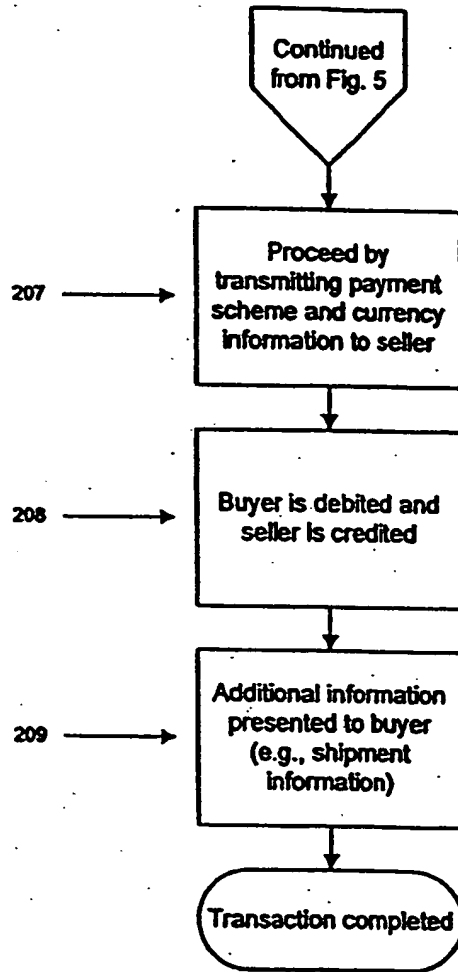 Continued
from Fig. 5
207
Proceed by
transmitting payment
scheme and currency
information to seller
208
Buyer is debited and
seller is credited
209
Additional information
presented to buyer
(e.g., shipment
information)
Transaction completed